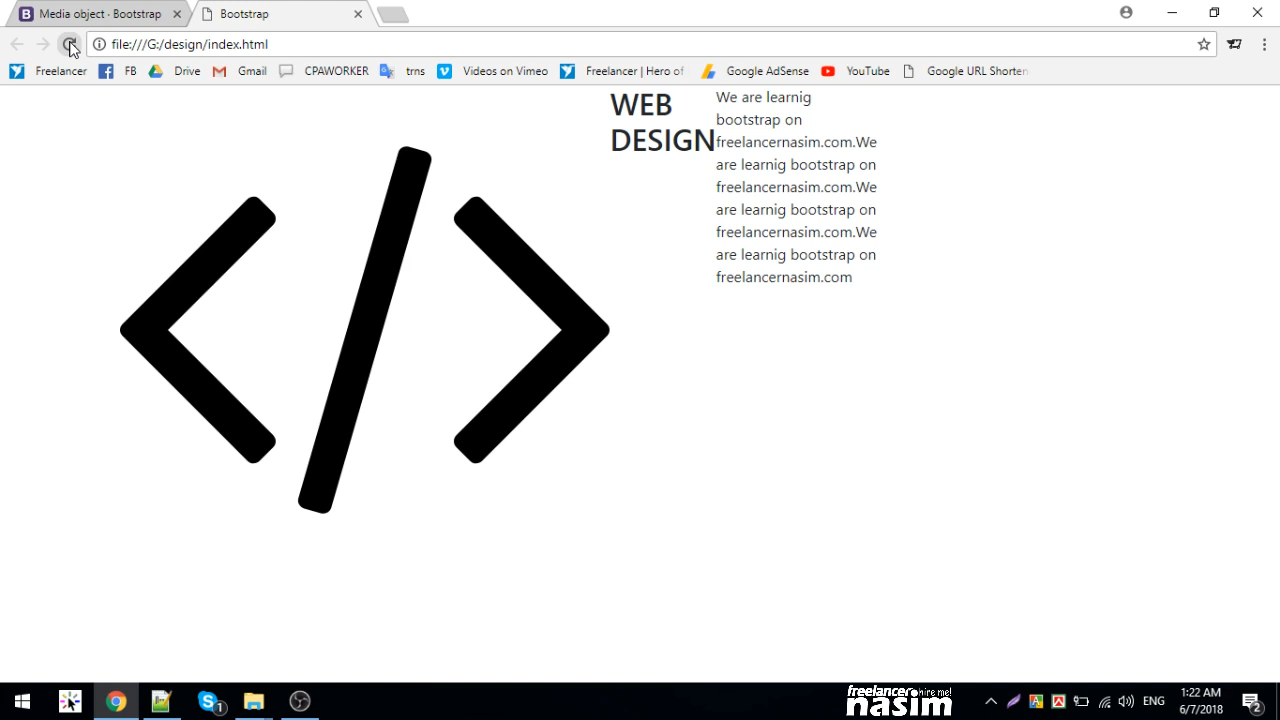 Media object · Bootstrap
Bootstrap
file:///G:/design/index.html
Freelancer
FB
Drive
Gmail
CPAWORKER
trns
Videos on Vimeo
Freelancer | Hero of
Google AdSense
YouTube
Google URL Shorten
WEB
DESIGN
We are learnig
bootstrap on
freelancernasim.com.We
are learnig bootstrap on
freelancernasim.com.We
are learnig bootstrap on
freelancernasim.com.We
are learnig bootstrap on
freelancernasim.com
freelancer hire me!
nasim
ENG
1:22 AM
6/7/2018